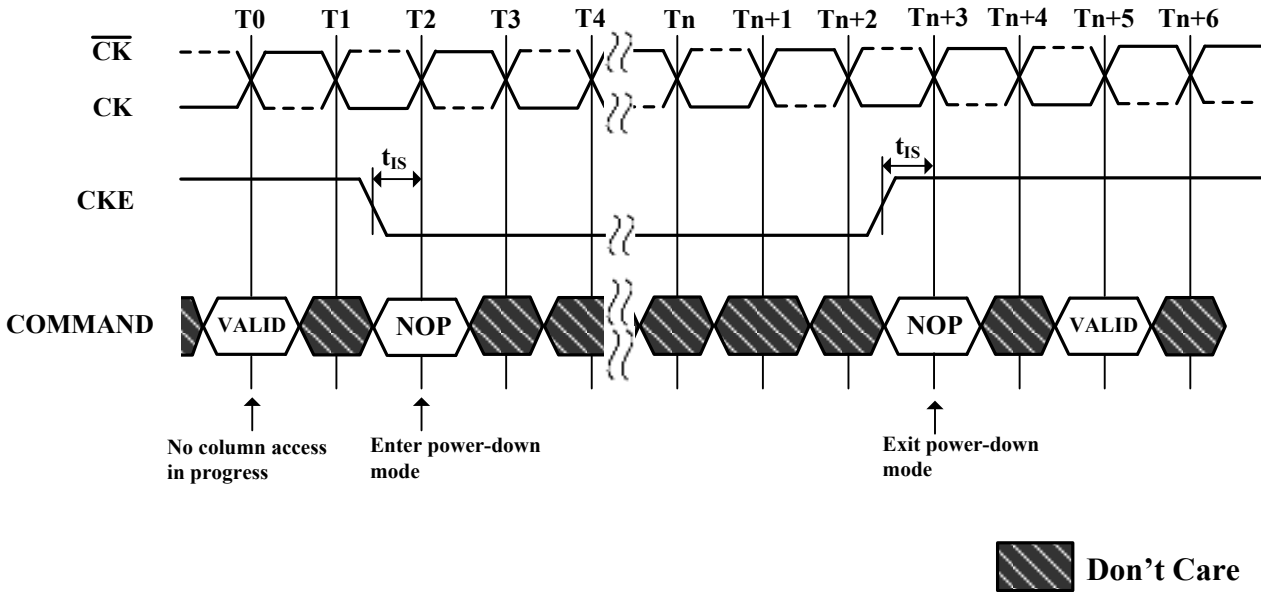 T0 T1 T2 T3 T4 Tn Tn+1 Tn+2 Tn+3 Tn+4 Tn+5 Tn+6
CK
CK
tIS tIS
CKE
COMMAND VALID NOP NOP VALID
No column access
in progress
Enter power-down
mode
Exit power-down
mode
Don't Care